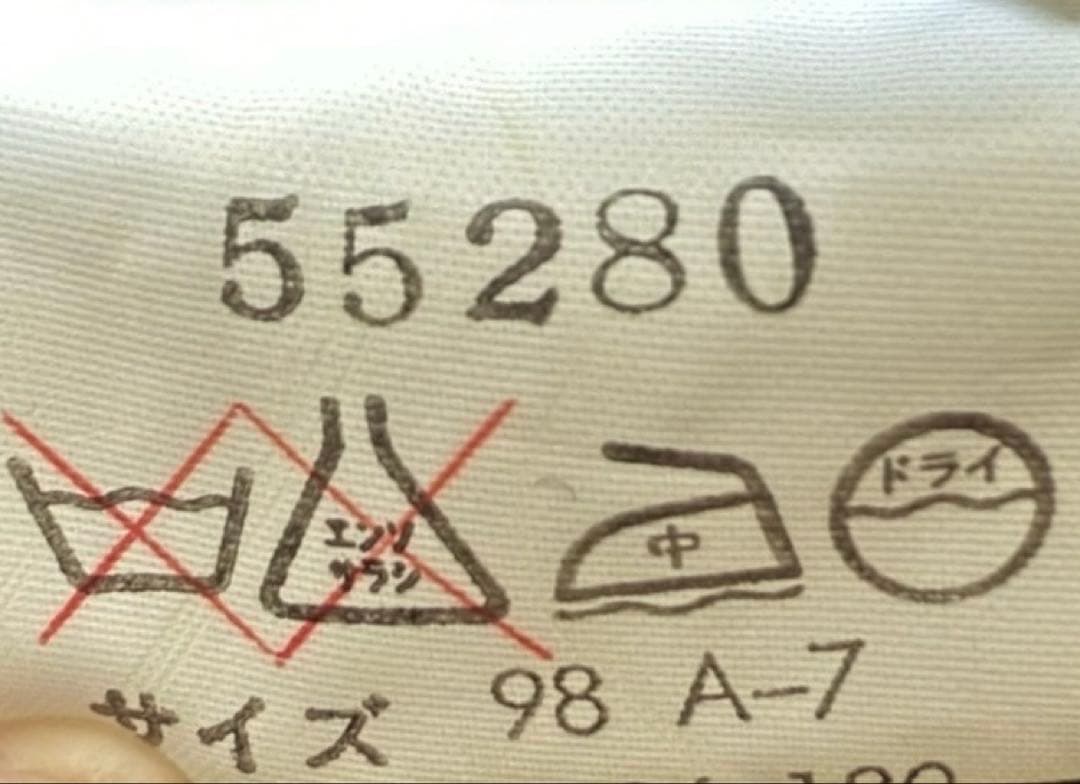 55280
エンソ
サラシ
中
ドライ
サイズ 98 A-7